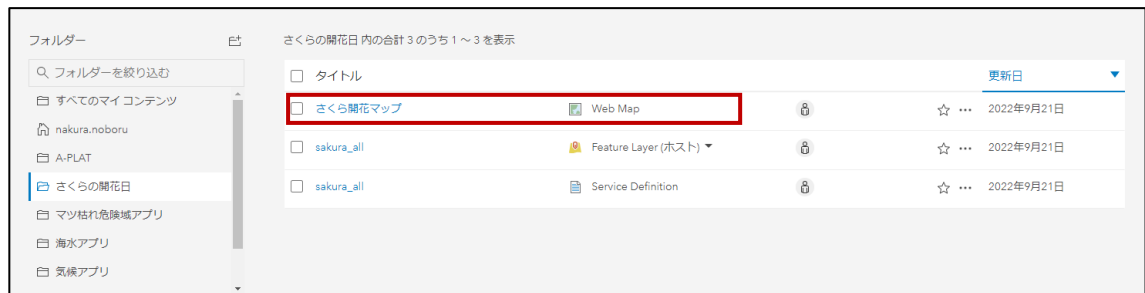 フォルダー
フォルダーを絞り込む
すべてのマイ コンテンツ
nakura.noboru
A-PLAT
さくらの開花日
マツ枯れ危険域アプリ
海水アプリ
気候アプリ
さくらの開花日 内の合計 3 のうち 1 ~ 3 を表示
タイトル 更新日
さくら開花マップ Web Map 2022年9月21日
sakura_all Feature Layer (ホスト) 2022年9月21日
sakura_all Service Definition 2022年9月21日